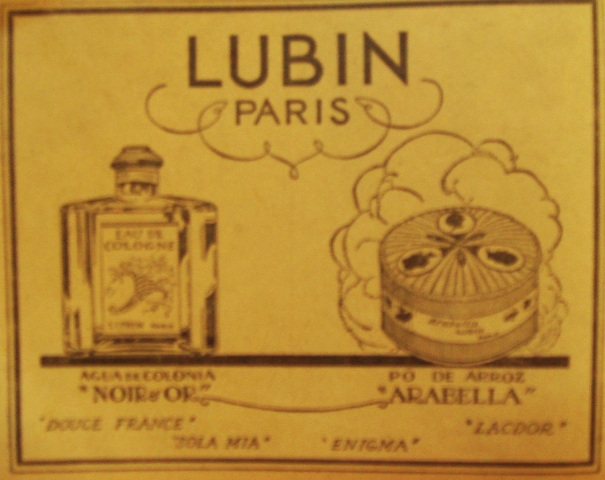 LUBIN
PARIS
EAU DE
COLOGNE
Arabella
AGUA DE COLONIA
"NOIR & OR"
PO DE ARROZ
"ARABELLA"
"DOUCE FRANCE"
"SOLA MIA"
"ENIGMA"
"LACDOR"